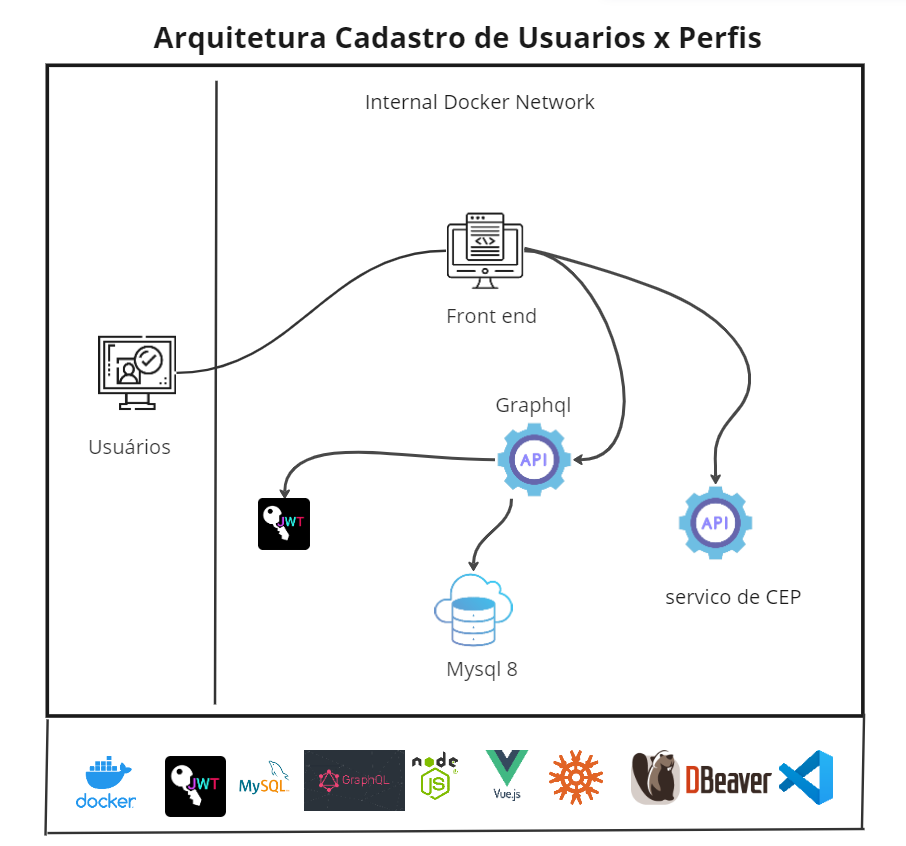 Arquitetura Cadastro de Usuarios x Perfis
Internal Docker Network
Front end
Graphql
API
Usuários
JWT
API
servico de CEP
Mysql 8
docker
JWT
MySQL
GraphQL
node
JS
Vue.js
DBeaver